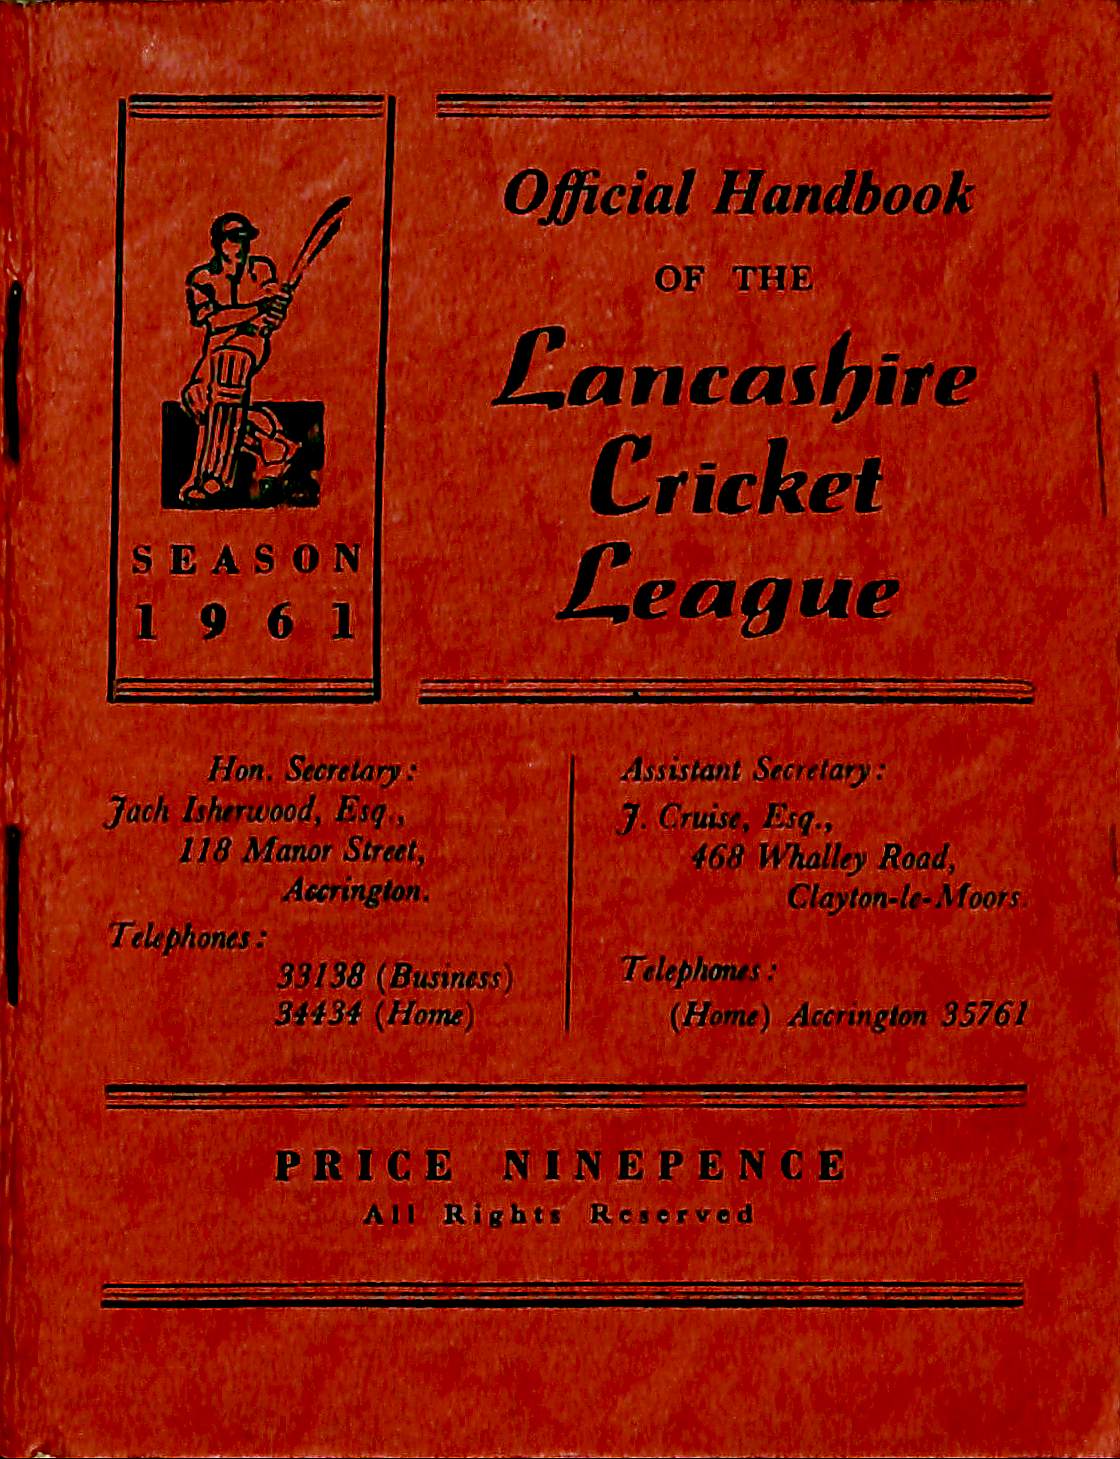 SEASON
1961
Official Handbook
OF THE
Lancashire
Cricket
League
Hon. Secretary:
Jack Isherwood, Esq.,
118 Manor Street,
Accrington.
Telephones:
33138 (Business)
34434 (Home)
Assistant Secretary:
J. Cruise, Esq.,
468 Whalley Road,
Clayton-le-Moors.
Telephones:
(Home) Accrington 35761
PRICE NINEPENCE
All Rights Reserved